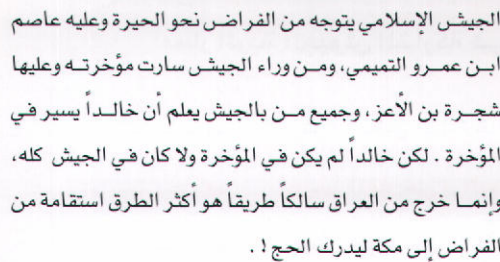 الجيش الإسلامي يتوجه من الفراض نحو الحيرة وعليه عاصم
ابن عمرو التميمي، ومن وراء الجيش سارت مؤخرته وعليها
شجرة بن الأعز، وجميع من بالجيش يعلم أن خالداً يسير في
المؤخرة . لكن خالداً لم يكن في المؤخرة ولا كان في الجيش كله،
وإنما خرج من العراق سالكاً طريقاً هو أكثر الطرق استقامة من
الفراض إلى مكة ليدرك الحج ! .